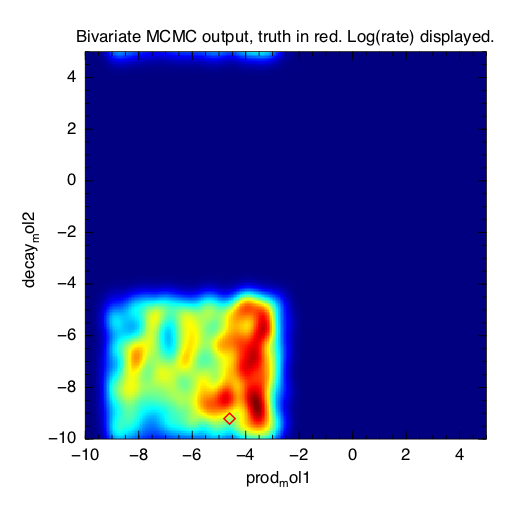 Bivariate MCMC output, truth in red. Log(rate) displayed.
4
2
0
−2
−4
−6
−8
−10
decay_mol2
−10 −8 −6 −4 −2 0 2 4
prod_mol1